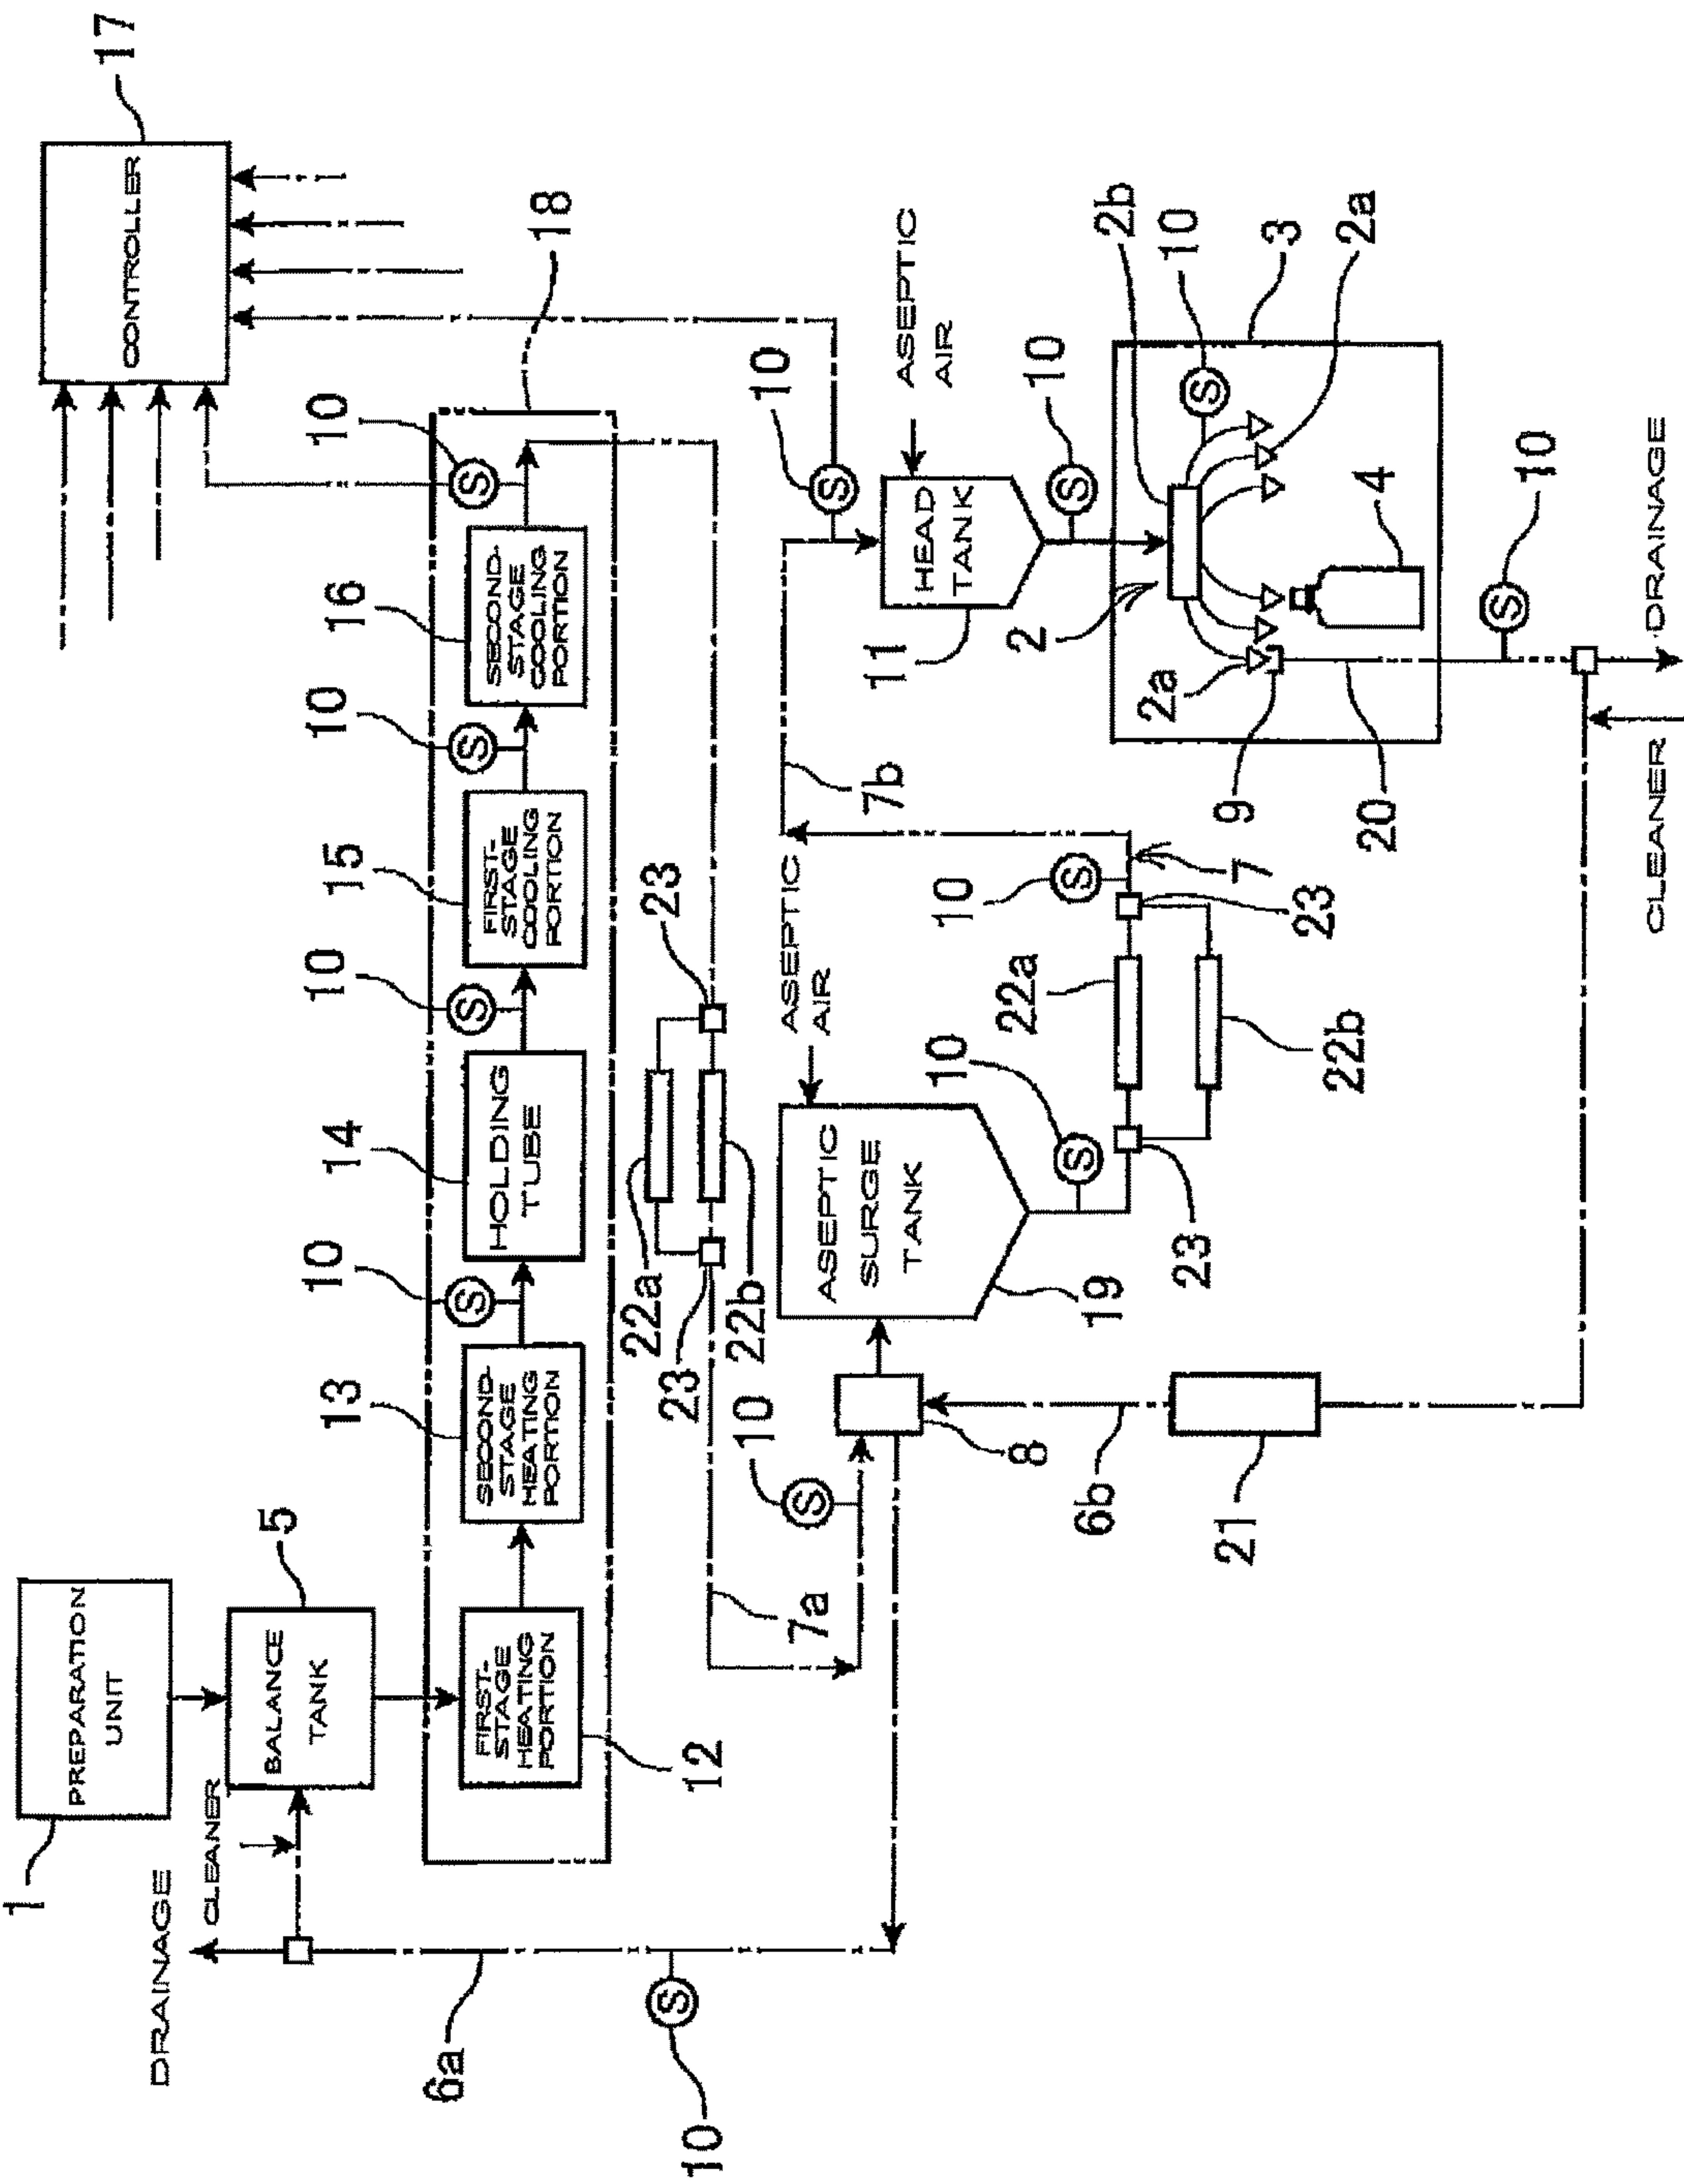 1
PREPARATION
UNIT
DRAINAGE
CLEANER
BALANCE
TANK
5
6a
10
FIRST-
STAGE
HEATING
PORTION
12
SECOND-
STAGE
HEATING
PORTION
13
S
10
HOLDING
TUBE
14
S
10
FIRST-
STAGE
COOLING
PORTION
15
S
10
SECOND-
STAGE
COOLING
PORTION
16
S
10
18
CONTROLLER
17
S
22a
22b
23
23
7a
S
10
8
ASEPTIC
AIR
ASEPTIC
SURGE
TANK
19
S
10
23
22a
22b
23
S
10
7
7b
S
10
ASEPTIC
AIR
HEAD
TANK
11
S
10
2
2b
S
10
3
2a
2a
4
9
20
S
10
DRAINAGE
CLEANER
6b
21